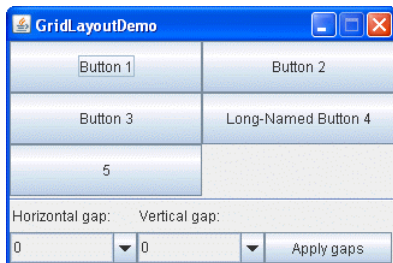 GridLayoutDemo
Button 1 Button 2
Button 3 Long-Named Button 4
5
Horizontal gap: Vertical gap:
0 0 Apply gaps